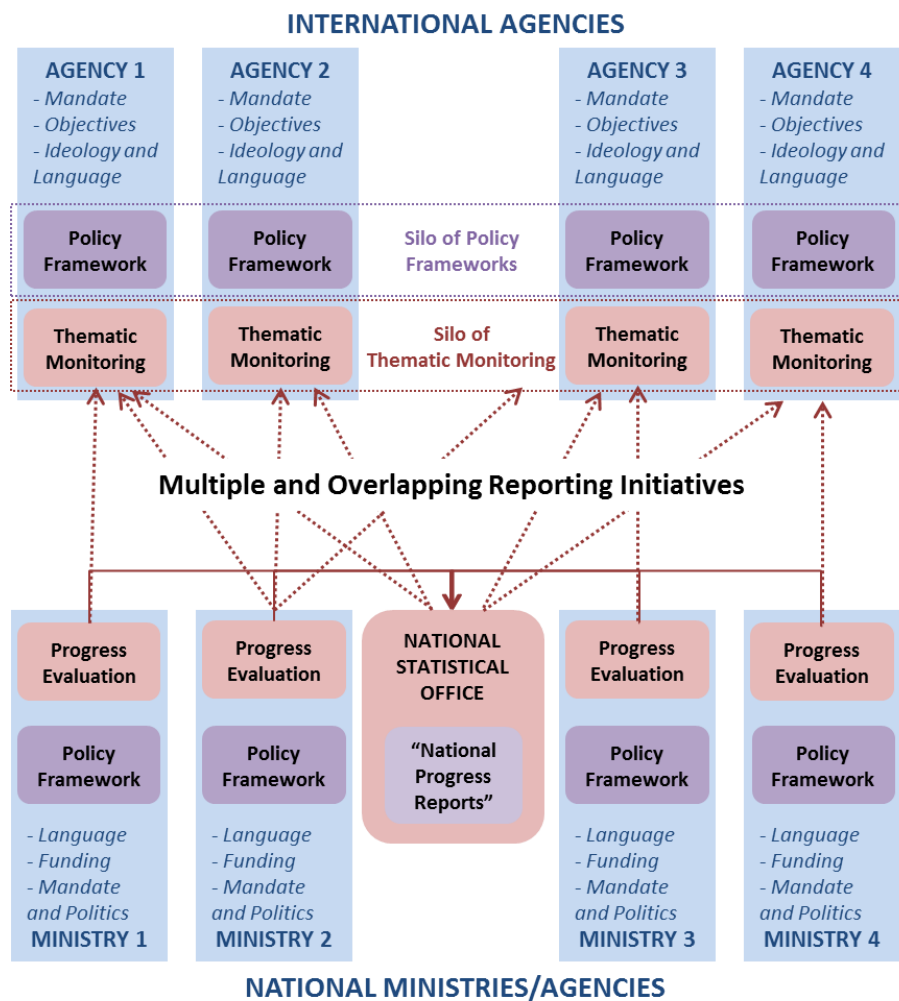 INTERNATIONAL AGENCIES
AGENCY 1
- Mandate
- Objectives
- Ideology and
Language
AGENCY 2
- Mandate
- Objectives
- Ideology and
Language
AGENCY 3
- Mandate
- Objectives
- Ideology and
Language
AGENCY 4
- Mandate
- Objectives
- Ideology and
Language
Policy
Framework
Policy
Framework
Silo of Policy
Frameworks
Policy
Framework
Policy
Framework
Thematic
Monitoring
Thematic
Monitoring
Silo of
Thematic Monitoring
Thematic
Monitoring
Thematic
Monitoring
Multiple and Overlapping Reporting Initiatives
Progress
Evaluation
Progress
Evaluation
NATIONAL
STATISTICAL
OFFICE
Progress
Evaluation
Progress
Evaluation
Policy
Framework
Policy
Framework
“National
Progress
Reports”
Policy
Framework
Policy
Framework
- Language
- Funding
- Mandate
and Politics
MINISTRY 1
- Language
- Funding
- Mandate
and Politics
MINISTRY 2
- Language
- Funding
- Mandate
and Politics
MINISTRY 3
- Language
- Funding
- Mandate
and Politics
MINISTRY 4
NATIONAL MINISTRIES/AGENCIES